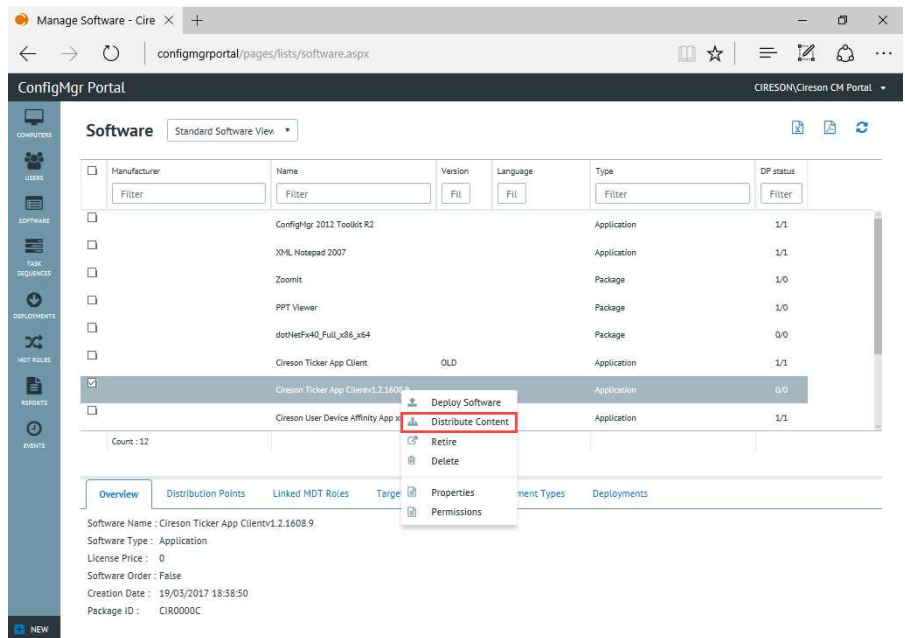 Manage Software - Cire
configmgrportal/pages/lists/software.aspx
ConfigMgr Portal
CIRESON\Cireson CM Portal
COMPUTERS
USERS
SOFTWARE
TASK SEQUENCES
DEPLOYMENTS
MDT ROLES
REPORTS
EVENTS
NEW
Software Standard Software View
Manufacturer Name Version Language Type DP status
Filter Filter Fil Fil Filter Filter
ConfigMgr 2012 Toolkit R2 Application 1/1
XML Notepad 2007 Application 1/1
ZoomIt Package 1/0
PPT Viewer Package 1/0
dotNetFx40_Full_x86_x64 Package 0/0
Cireson Ticker App Client OLD Application 1/1
Cireson Ticker App Clientv1.2.1608.9 Application 0/0
Cireson User Device Affinity App x Application 1/1
Count : 12
Deploy Software
Distribute Content
Retire
Delete
Properties
Permissions
Overview Distribution Points Linked MDT Roles Targe ment Types Deployments
Software Name : Cireson Ticker App Clientv1.2.1608.9
Software Type : Application
License Price : 0
Software Order : False
Creation Date : 19/03/2017 18:38:50
Package ID : CIR0000C